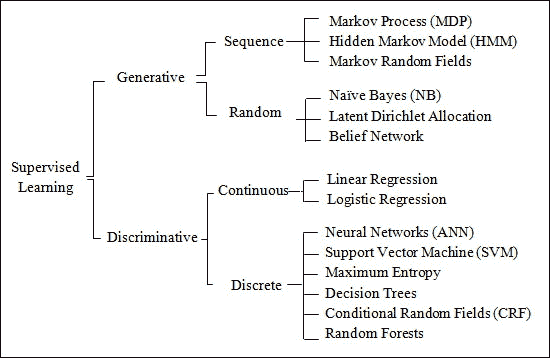 Supervised
Learning
Generative
Sequence
Markov Process (MDP)
Hidden Markov Model (HMM)
Markov Random Fields
Random
Naïve Bayes (NB)
Latent Dirichlet Allocation
Belief Network
Discriminative
Continuous
Linear Regression
Logistic Regression
Discrete
Neural Networks (ANN)
Support Vector Machine (SVM)
Maximum Entropy
Decision Trees
Conditional Random Fields (CRF)
Random Forests